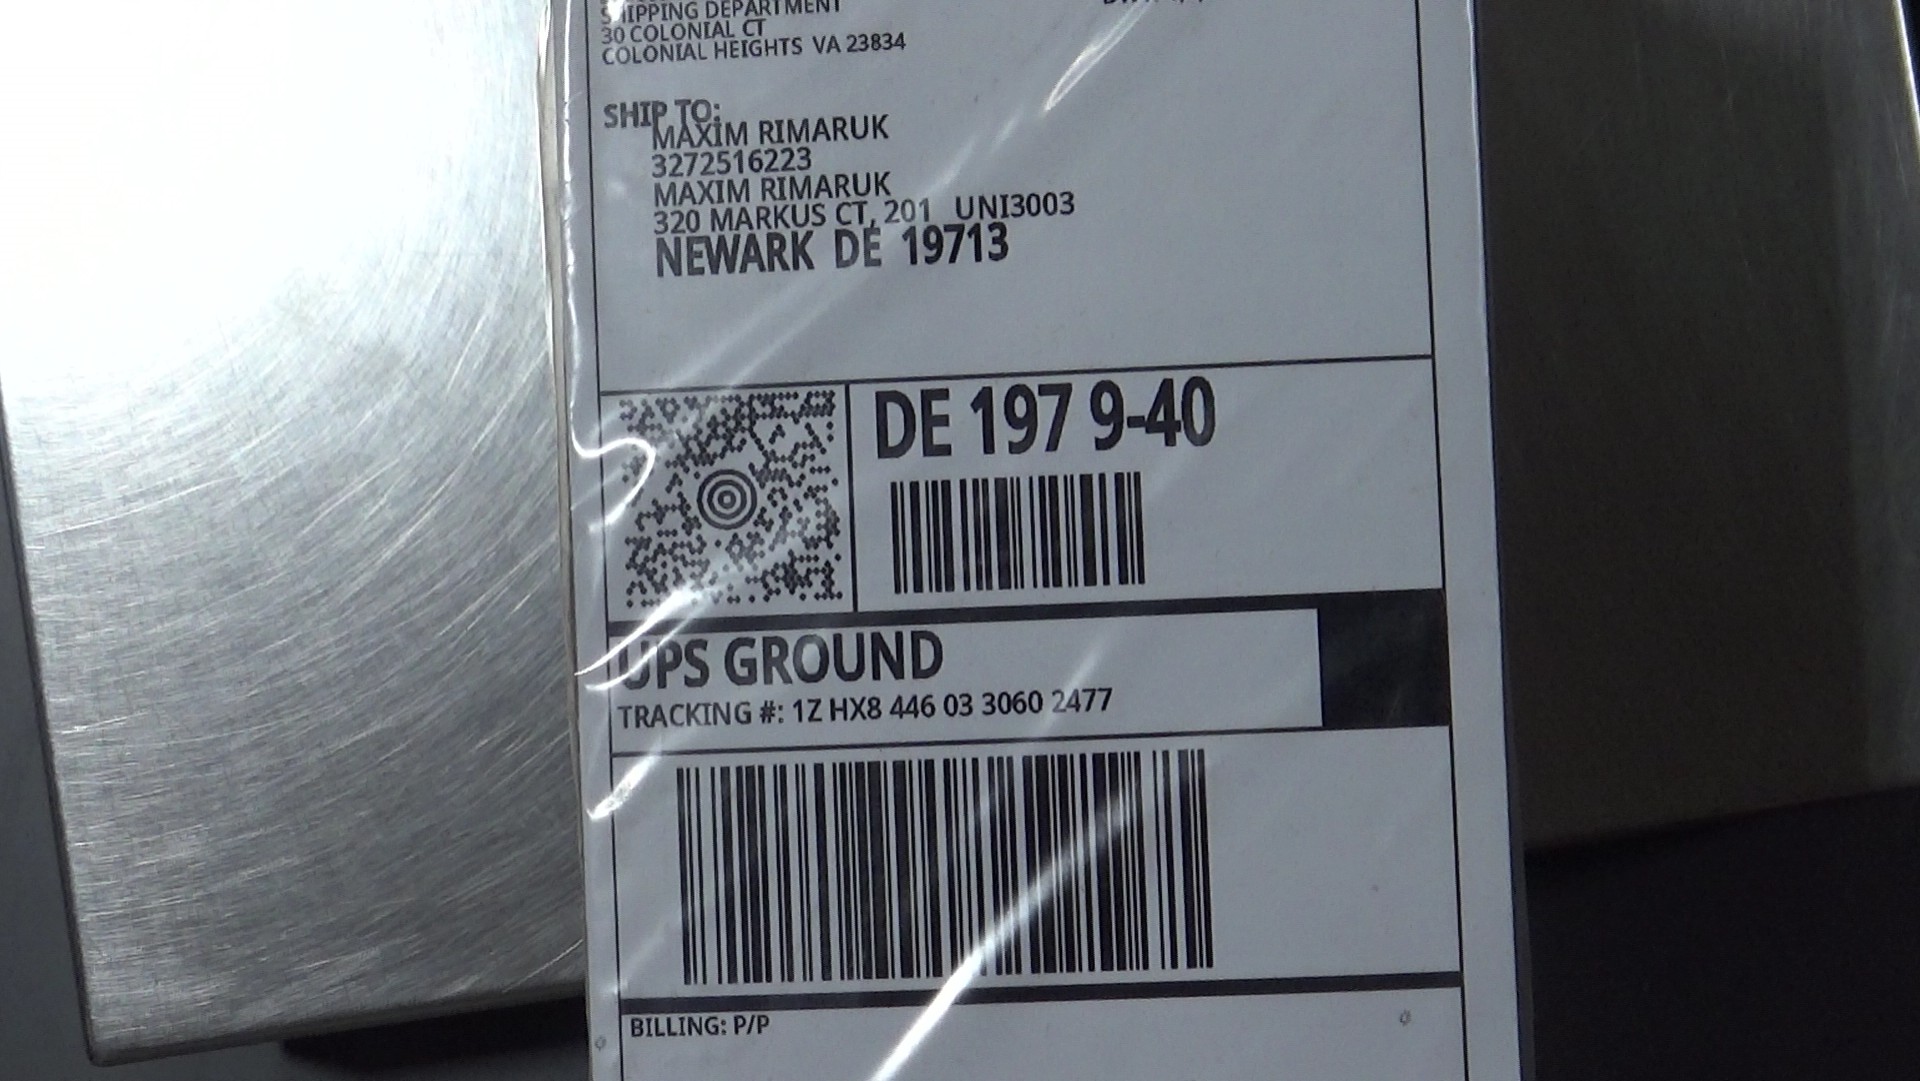 SHIPPING DEPARTMENT
30 COLONIAL CT
COLONIAL HEIGHTS VA 23834
SHIP TO:
MAXIM RIMARUK
3272516223
MAXIM RIMARUK
320 MARKUS CT, 201 UNI3003
NEWARK DE 19713
DE 197 9-40
UPS GROUND
TRACKING #: 1Z HX8 446 03 3060 2477
BILLING: P/P